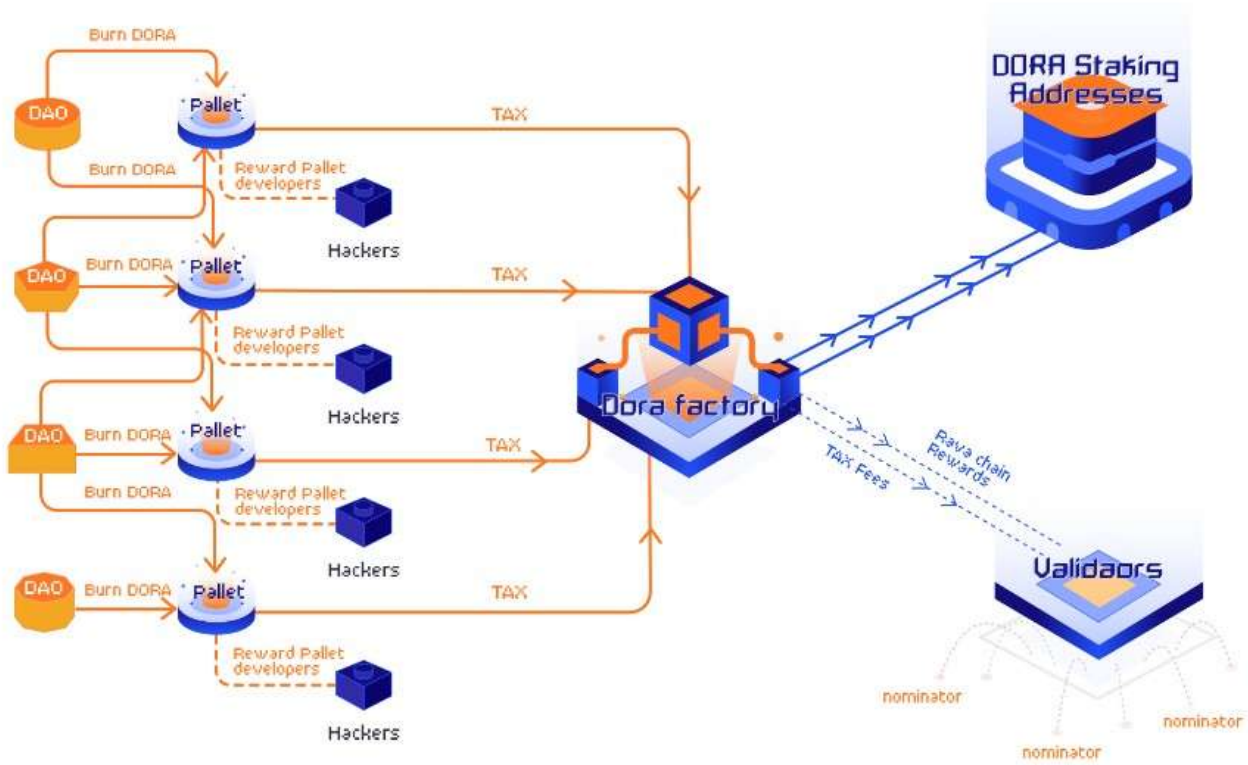 Burn DORA
DAO
Pallet
TAX
Burn DORA
Reward Pallet
developers
Hackers
DORA Staking
Addresses
DAO
Burn DORA
Pallet
TAX
Reward Pallet
developers
Hackers
Dora factory
DAO
Burn DORA
Pallet
TAX
Burn DORA
Reward Pallet
developers
Hackers
Rava chain
Rewards
TAX Fees
Validaors
DAO
Burn DORA
Pallet
TAX
Reward Pallet
developers
Hackers
nominator
nominator
nominator